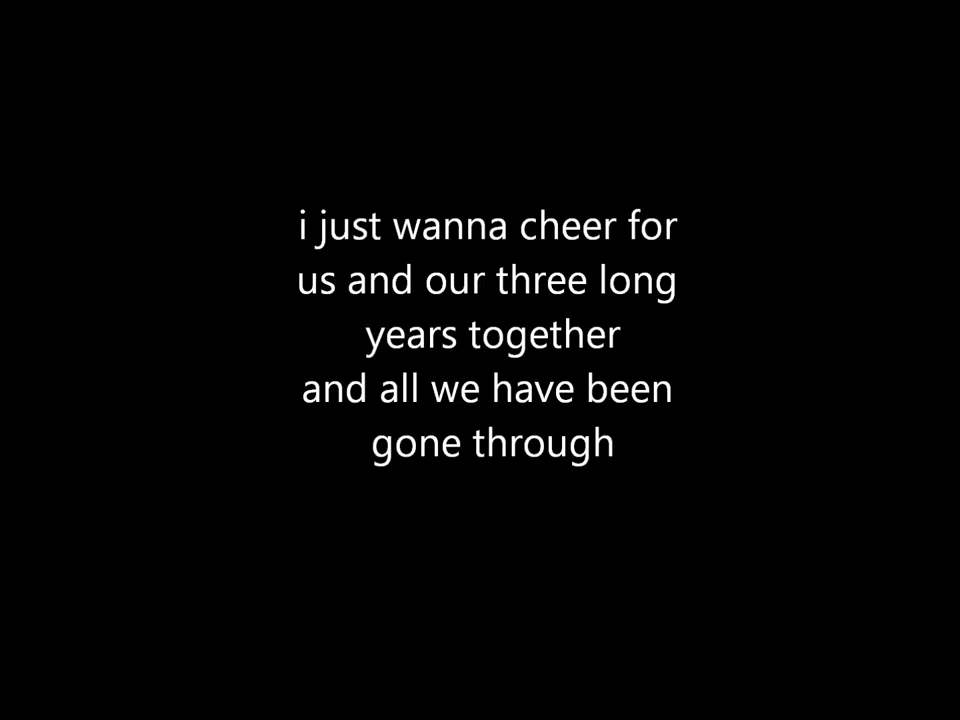 i just wanna cheer for
us and our three long
years together
and all we have been
gone through